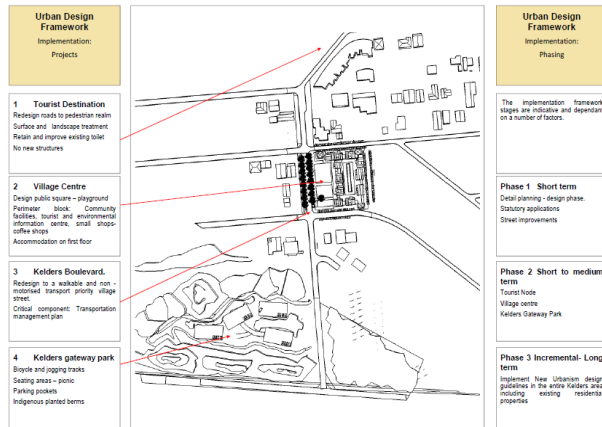 Urban Design
Framework
Implementation:
Projects
1 Tourist Destination
Redesign roads to pedestrian realm
Surface and landscape treatment
Retain and improve existing toilet
No new structures
2 Village Centre
Design public square – playground
Perimeter block: Community
facilities, tourist and environmental
information centre, small shops-
coffee shops
Accommodation on first floor
3 Kelders Boulevard.
Redesign to a walkable and non -
motorised transport priority village
street.
Critical component: Transportation
management plan
4 Kelders gateway park
Bicycle and jogging tracks
Seating areas – picnio
Parking pockets
Indigenous planted berms
Urban Design
Framework
Implementation:
Phasing
The implementation framework
stages are indicative and dependant
on a number of factors.
Phase 1 Short term
Detail planning - design phase.
Statutory applications
Street improvements
Phase 2 Short to medium
term
Tourist Node
Village centre
Kelders Gateway Park
Phase 3 Incremental- Long
term
Implement New Urbanism design
guidelines in the entire Kelders area
including existing residential
properties